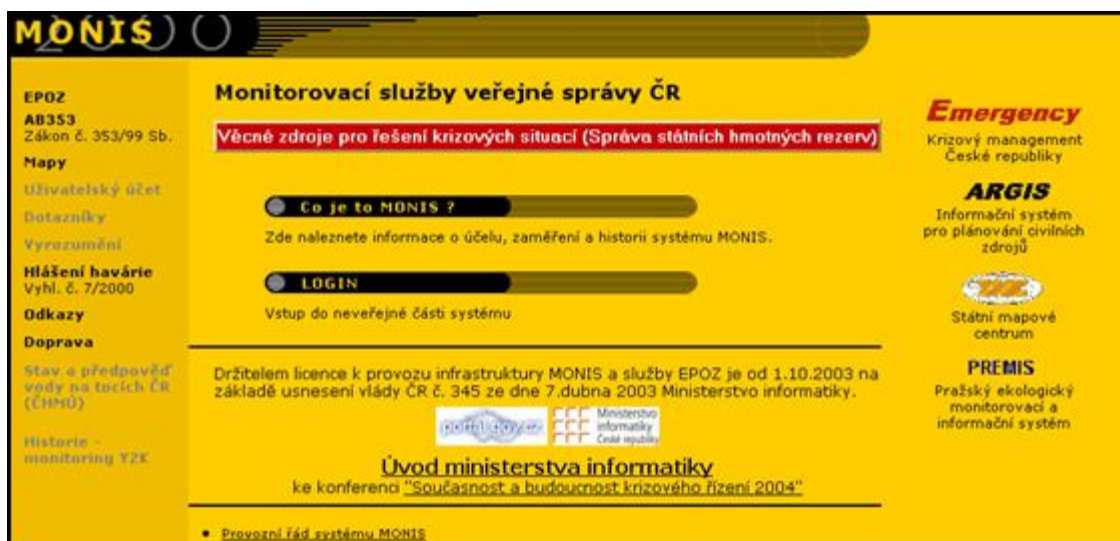 MONIS
2000
EPOZ
AB353
Zákon č. 353/99 Sb.
Mapy
Uživatelský účet
Dotazníky
Vyrozumění
Hlášení havárie
Vyhl. č. 7/2000
Odkazy
Doprava
Stav a předpověď
vody na tocích ČR
(ČHMÚ)
Historie -
monitoring Y2K
Monitorovací služby veřejné správy ČR
Věcné zdroje pro řešení krizových situací (Správa státních hmotných rezerv)
Co je to MONIS ?
Zde naleznete informace o účelu, zaměření a historii systému MONIS.
LOGIN
Vstup do neveřejné části systému
Držitelem licence k provozu infrastruktury MONIS a služby EPOZ je od 1.10.2003 na
základě usnesení vlády ČR č. 345 ze dne 7.dubna 2003 Ministerstvo informatiky.
Ministerstvo
informatiky
České republiky
Úvod ministerstva informatiky
ke konferenci "Současnost a budoucnost krizového řízení 2004"
Provozní řád systému MONIS
Emergency
Krizový management
České republiky
ARGIS
Informační systém
pro plánování civilních
zdrojů
Státní mapové
centrum
PREMIS
Pražský ekologický
monitorovací a
informační systém